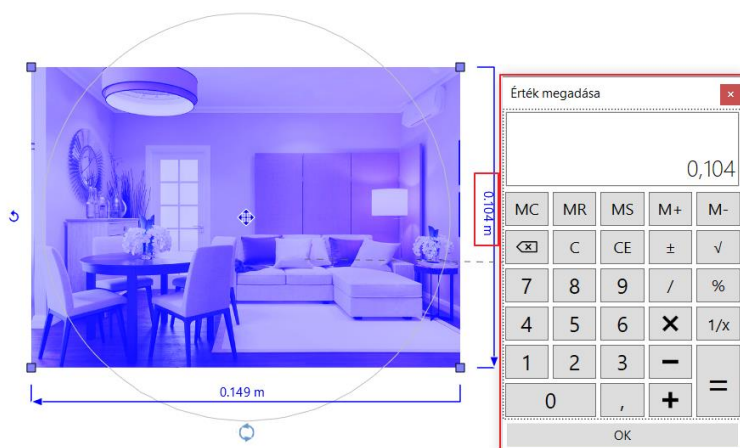 Érték megadása
×
0,104
MC MR MS M+ M-
C CE ± √
7 8 9 / %
4 5 6 × 1/x
1 2 3 − =
0 , +
OK
0.104 m
0.149 m